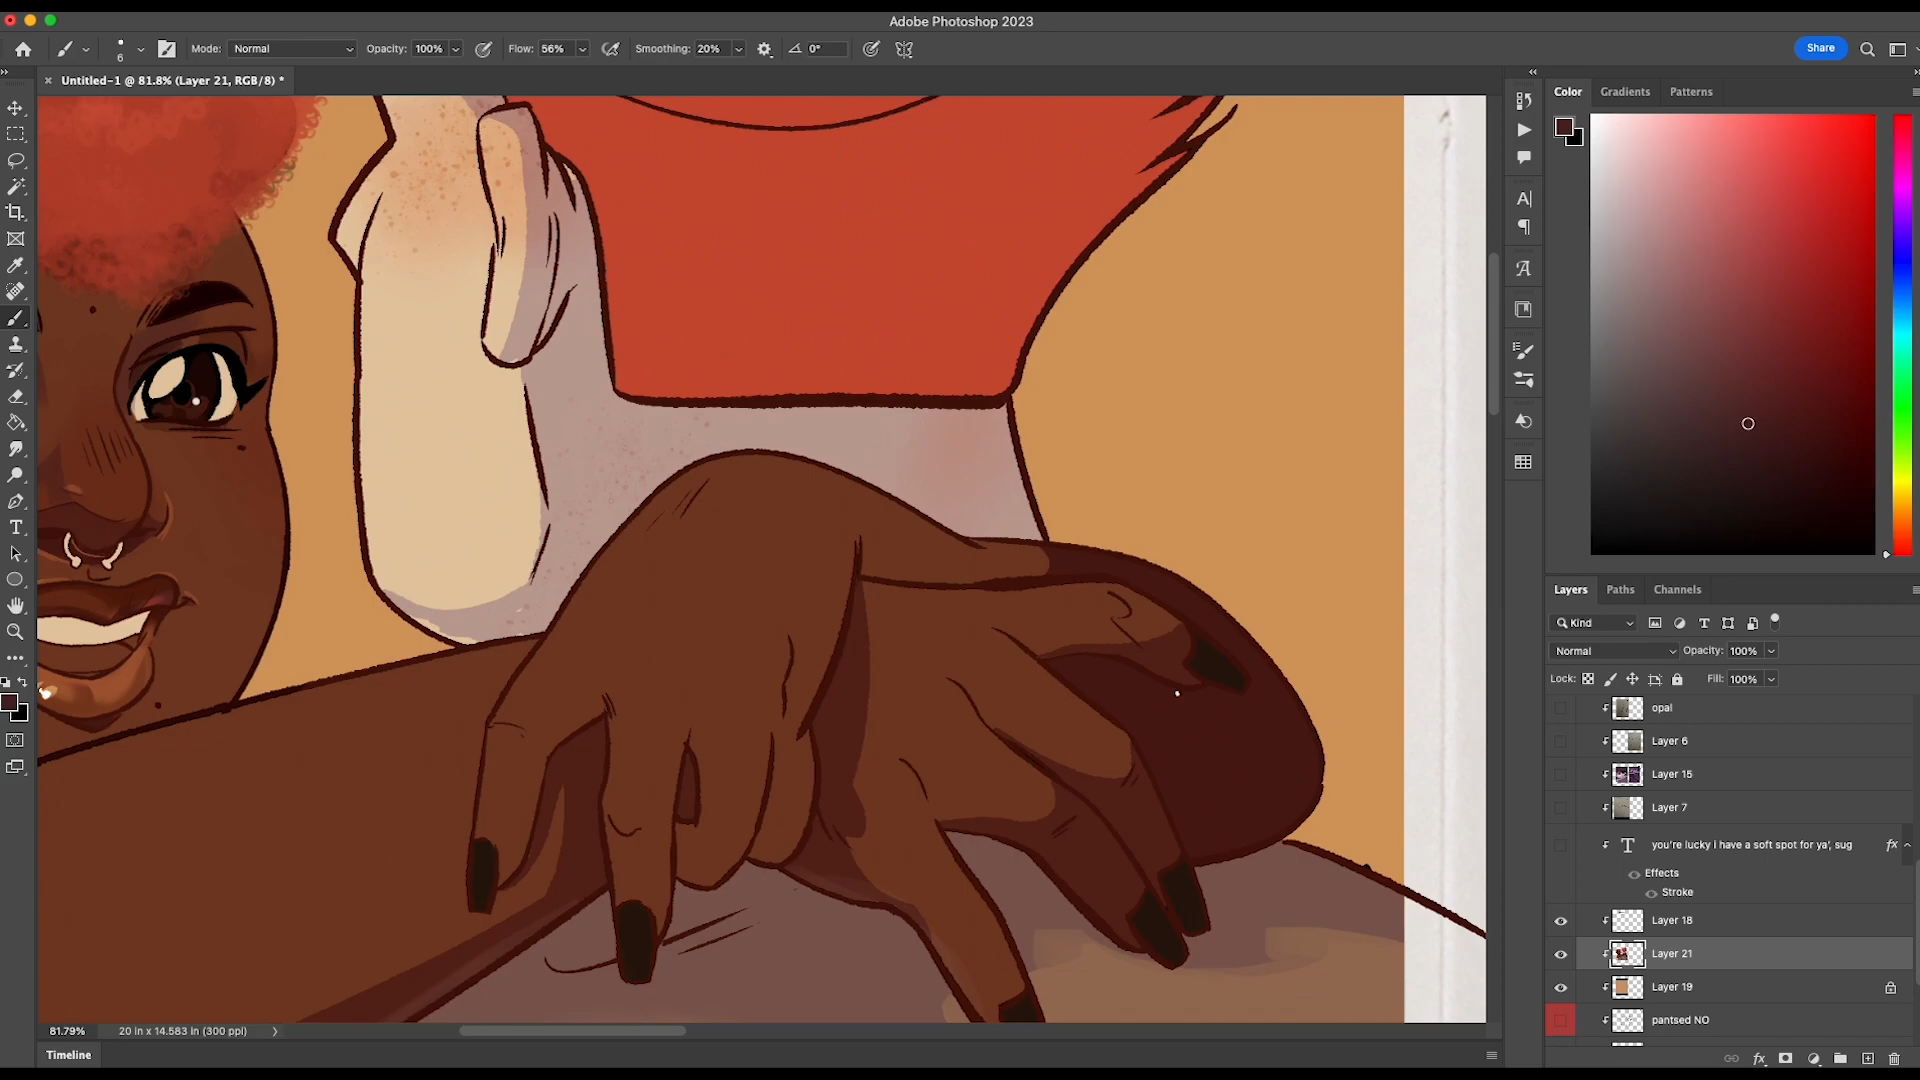 Adobe Photoshop 2023
6
Mode: Normal
Opacity: 100%
Flow: 56%
Smoothing: 20%
0°
Share
Untitled-1 @ 81.8% (Layer 21, RGB/8) *
Color
Gradients
Patterns
Layers
Paths
Channels
Kind
Normal
Opacity: 100%
Lock:
Fill: 100%
opal
Layer 6
Layer 15
Layer 7
you're lucky i have a soft spot for ya', sug
fx
Effects
Stroke
Layer 18
Layer 21
Layer 19
pantsed NO
fx
81.79%
20 in x 14.583 in (300 ppi)
Timeline